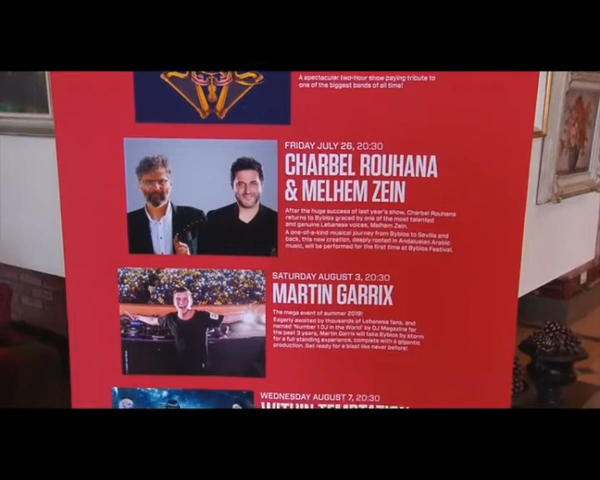 A spectacular two-hour show paying tribute to
one of the biggest bands of all time!
FRIDAY JULY 26, 20:30
CHARBEL ROUHANA
& MELHEM ZEIN
After the huge success of last year's show, Charbel Rouhana
returns to Byblos graced by one of the most talented
and genuine Lebanese voices, Melhem Zein.
A one-of-a-kind musical journey from Byblos to Sevilla and
back, this new creation, deeply rooted in Andalusian Arabic
music, will be performed for the first time at Byblos Festival.
SATURDAY AUGUST 3, 20:30
MARTIN GARRIX
The mega event of summer 2019!
Eagerly awaited by thousands of Lebanese fans, and
named 'Number 1 DJ in the World' by DJ Magazine for
the past 3 years, Martin Garrix will take Byblos by storm
for a full standing experience, complete with a gigantic
production. Get ready for a blast like never before!
WEDNESDAY AUGUST 7, 20:30
WITHIN TEMPTATION